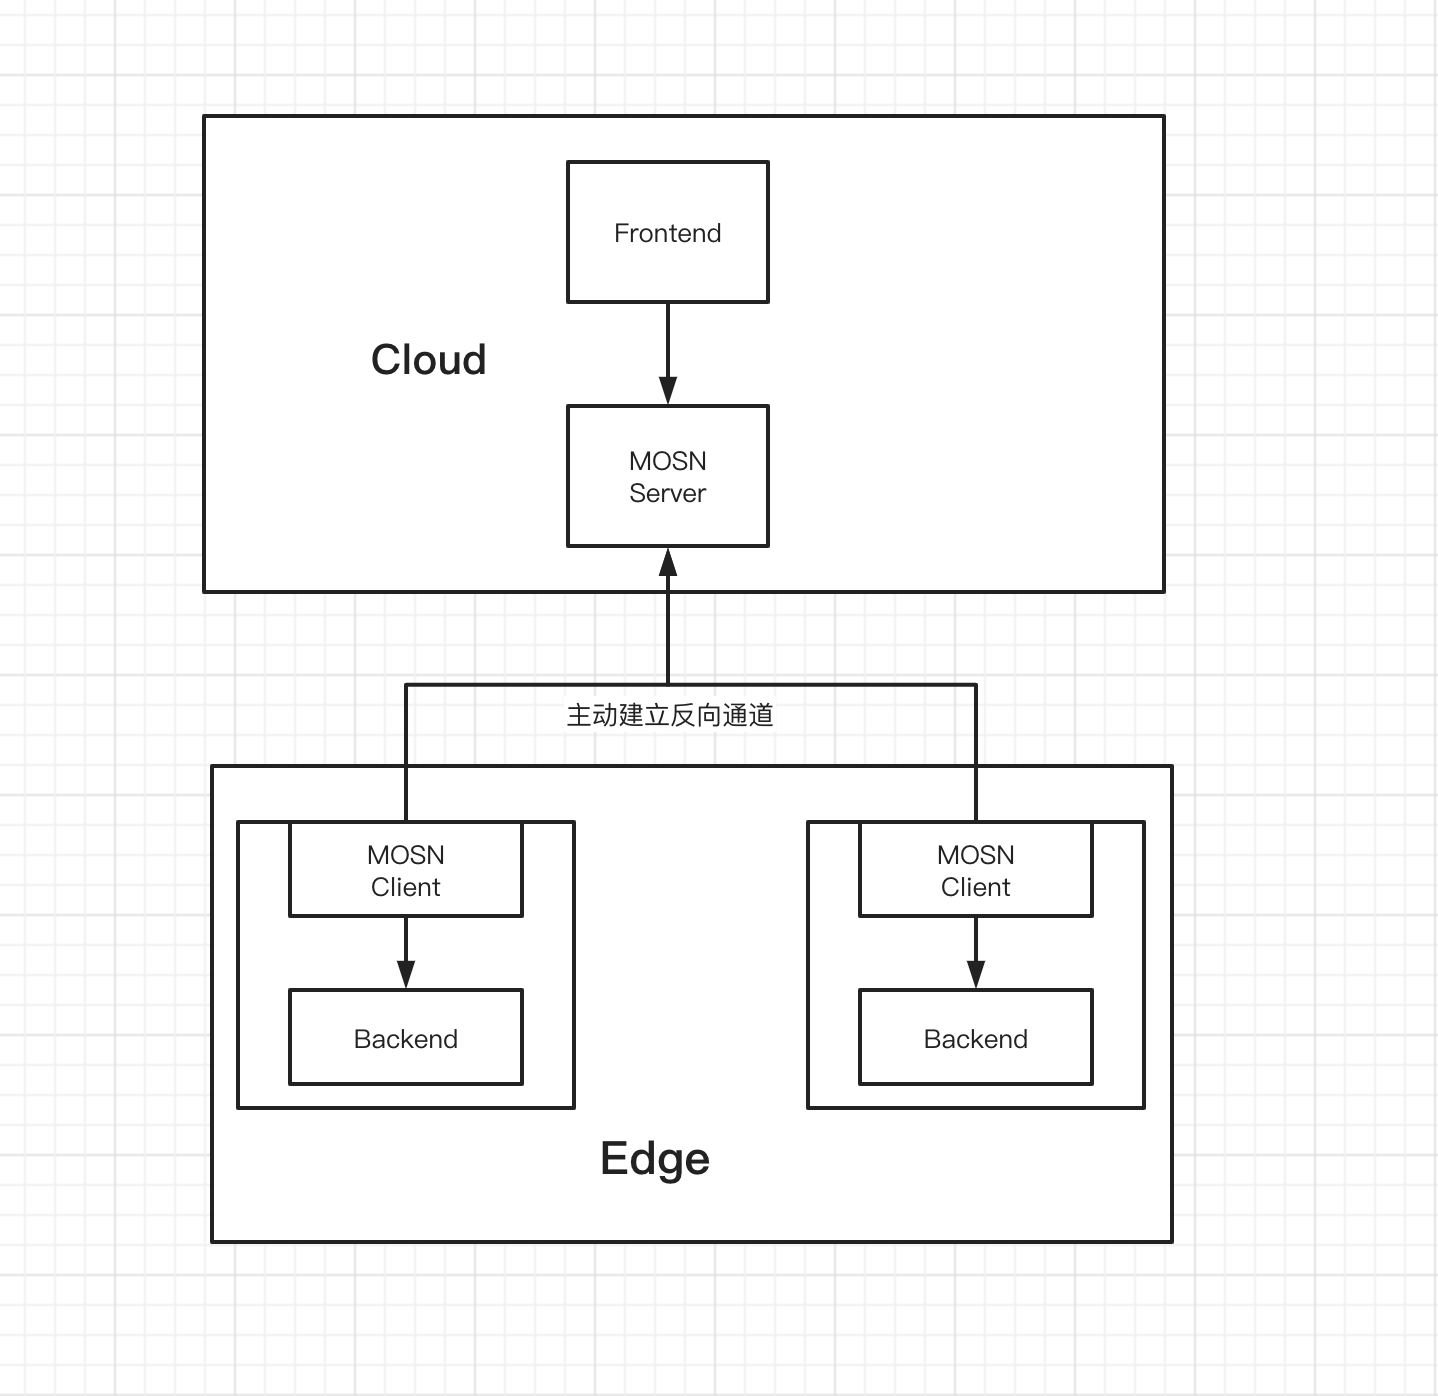 Frontend
Cloud
MOSN
Server
主动建立反向通道
MOSN
Client
MOSN
Client
Backend
Backend
Edge